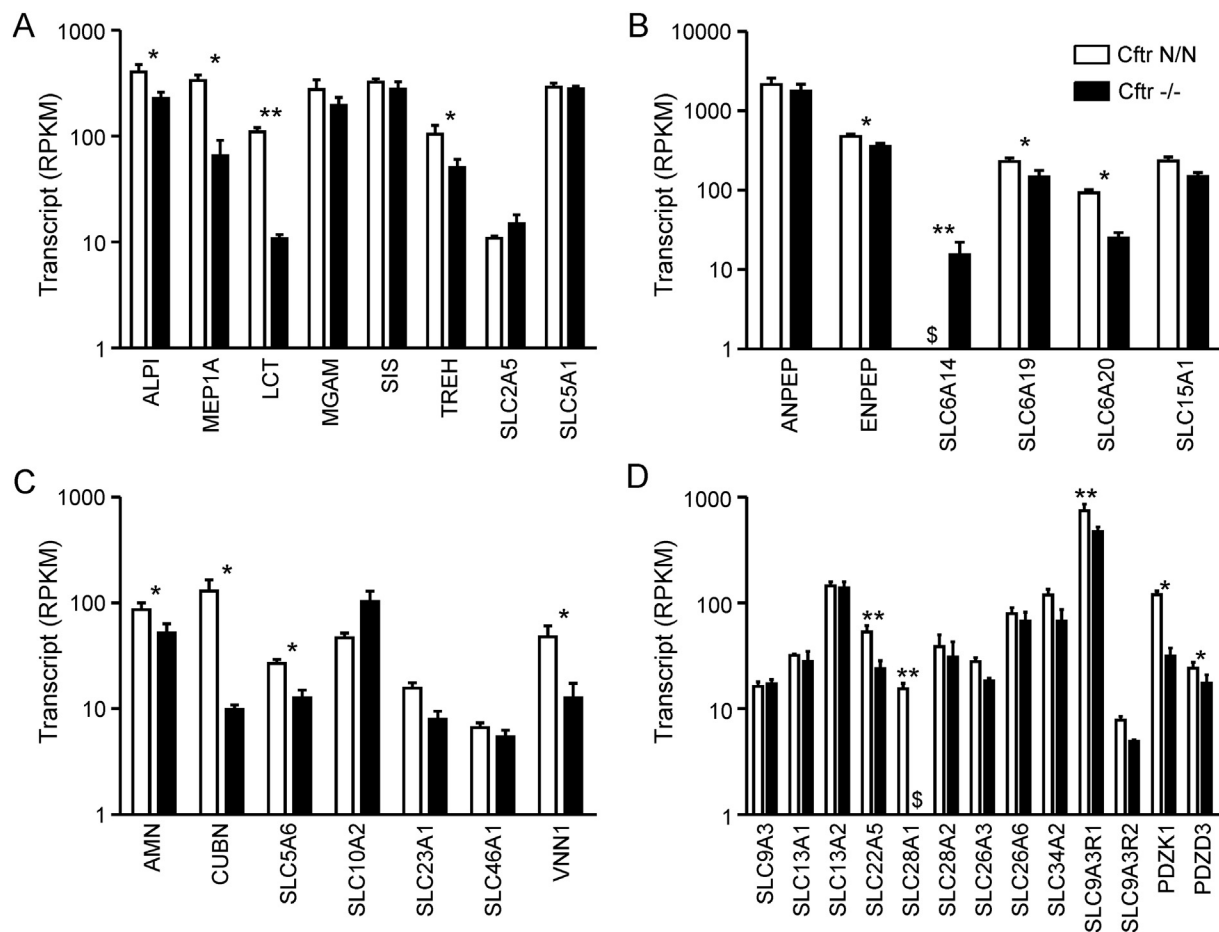 A
Transcript (RPKM)
1000
100
10
1
* * ** *
ALPI MEP1A LCT MGAM SIS TREH SLC2A5 SLC5A1
B
Transcript (RPKM)
10000
1000
100
10
1
Cftr N/N
Cftr -/-
* ** * *
$
ANPEP ENPEP SLC6A14 SLC6A19 SLC6A20 SLC15A1
C
Transcript (RPKM)
1000
100
10
1
* * * *
AMN CUBN SLC5A6 SLC10A2 SLC23A1 SLC46A1 VNN1
D
Transcript (RPKM)
1000
100
10
1
** ** ** * *
$
SLC9A3 SLC13A1 SLC13A2 SLC22A5 SLC28A1 SLC28A2 SLC26A3 SLC26A6 SLC34A2 SLC9A3R1 SLC9A3R2 PDZK1 PDZD3